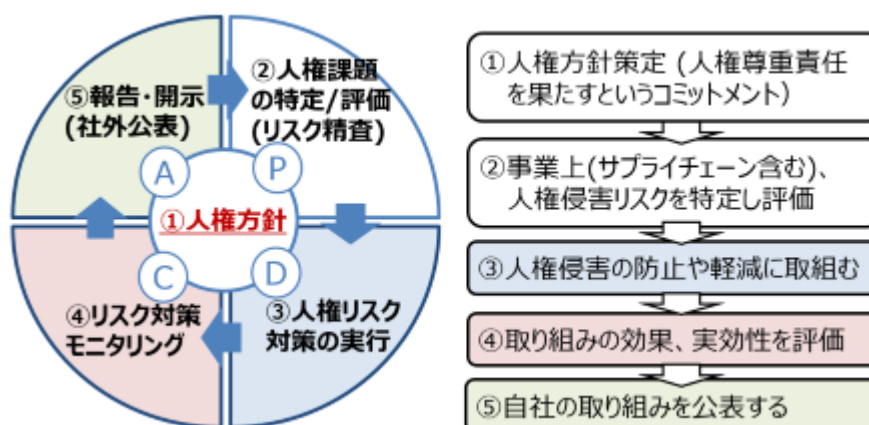 ⑤報告・開示
(社外公表)
②人権課題
の特定/評価
(リスク精査)
A
P
①人権方針
C
D
④リスク対策
モニタリング
③人権リスク
対策の実行
①人権方針策定 (人権尊重責任
を果たすというコミットメント)
②事業上(サプライチェーン含む)、
人権侵害リスクを特定し評価
③人権侵害の防止や軽減に取組む
④取り組みの効果、実効性を評価
⑤自社の取り組みを公表する